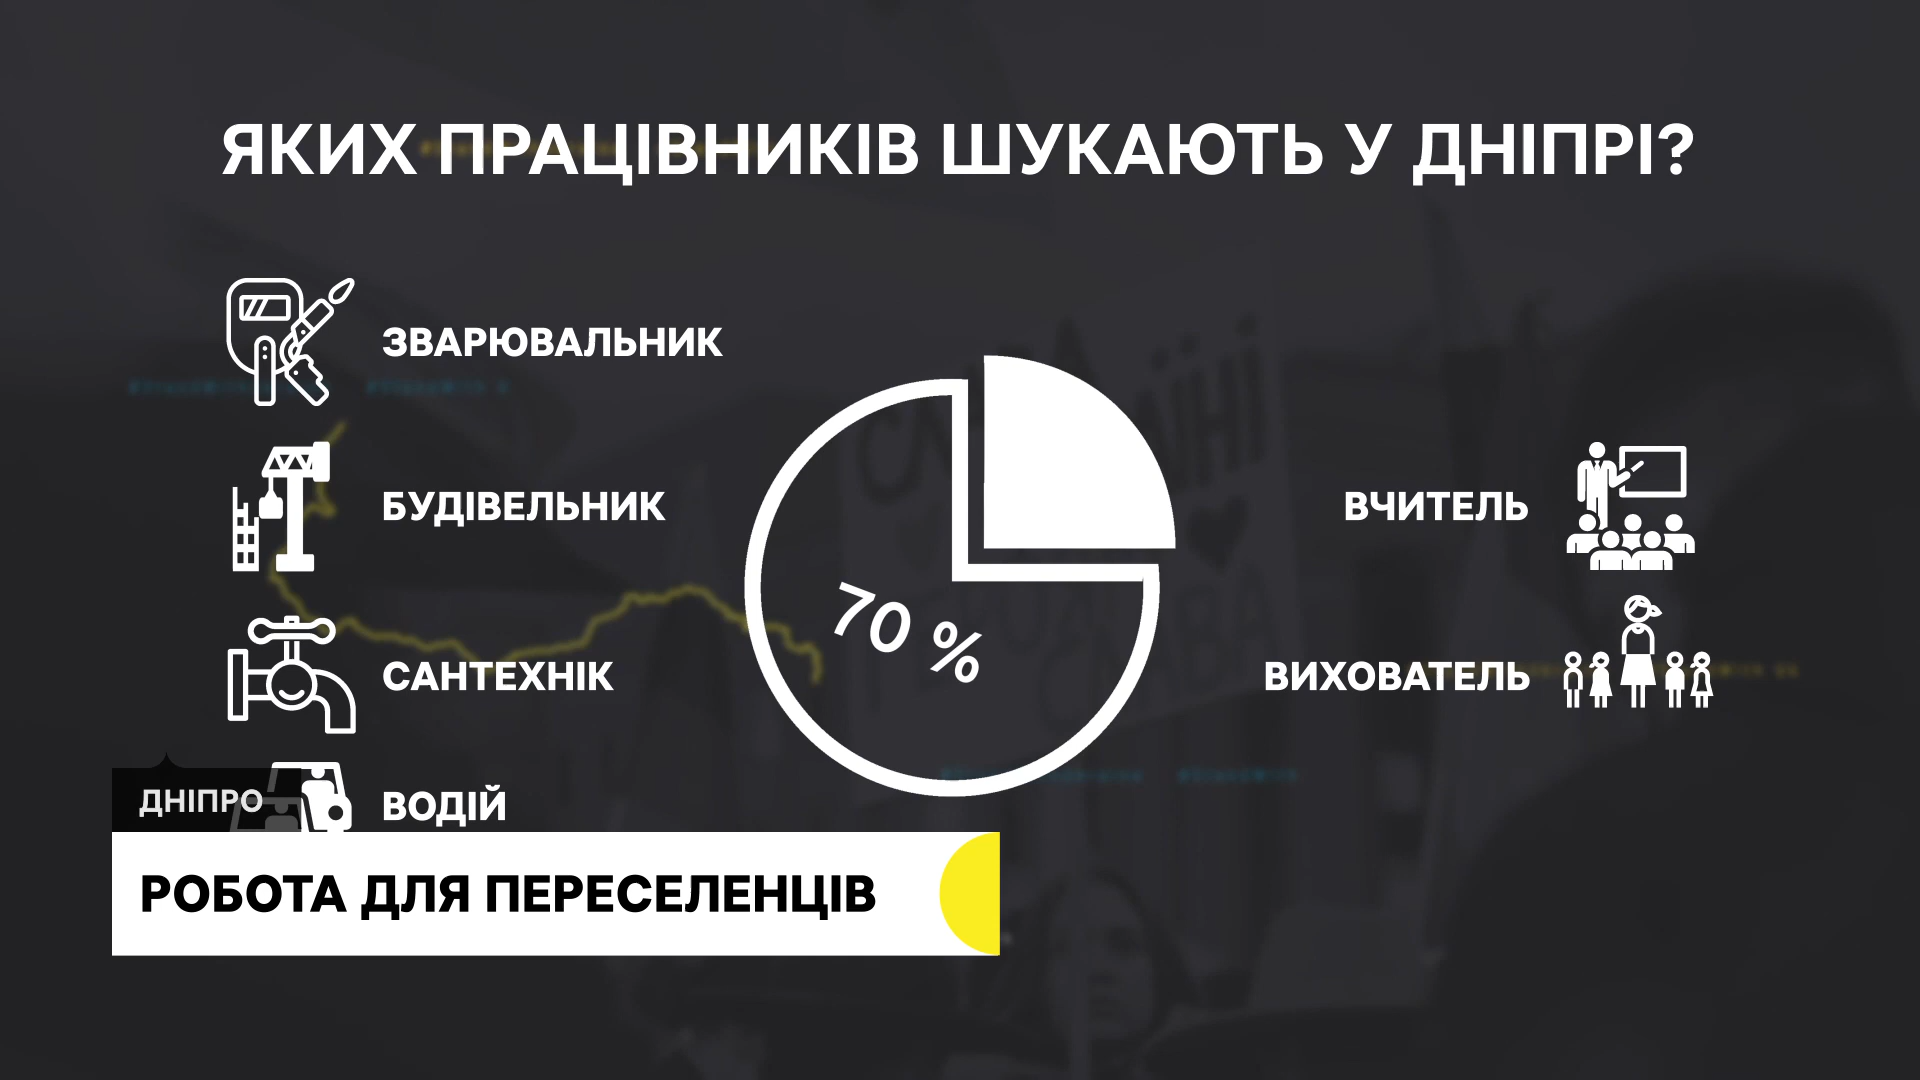 ЯКИХ ПРАЦІВНИКІВ ШУКАЮТЬ У ДНІПРІ?
ЗВАРЮВАЛЬНИК
БУДІВЕЛЬНИК
САНТЕХНІК
ВОДІЙ
70 %
ВЧИТЕЛЬ
ВИХОВАТЕЛЬ
ДНІПРО
РОБОТА ДЛЯ ПЕРЕСЕЛЕНЦІВ